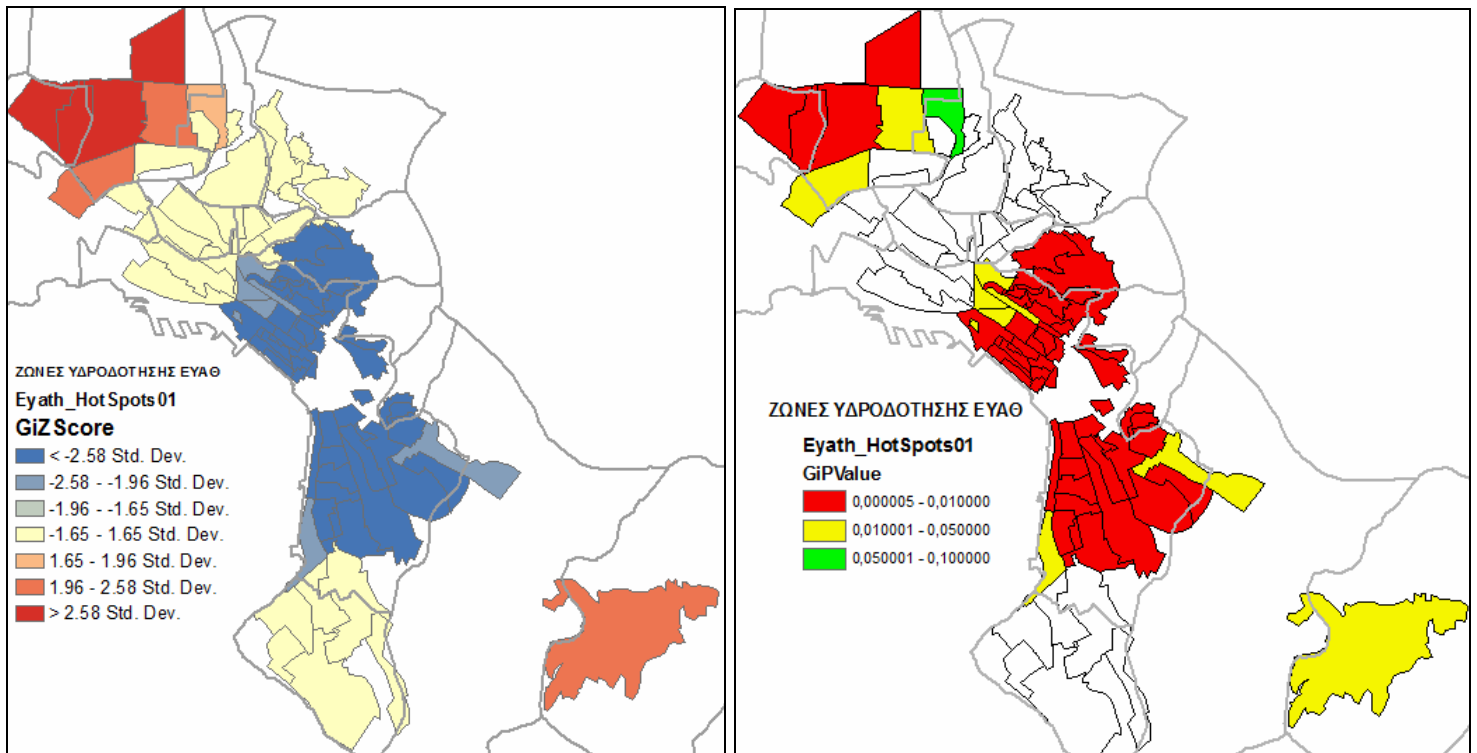 ΖΩΝΕΣ ΥΔΡΟΔΟΤΗΣΗΣ ΕΥΑΘ
Eyath_HotSpots01
GiZScore
< -2.58 Std. Dev.
-2.58 - -1.96 Std. Dev.
-1.96 - -1.65 Std. Dev.
-1.65 - 1.65 Std. Dev.
1.65 - 1.96 Std. Dev.
1.96 - 2.58 Std. Dev.
> 2.58 Std. Dev.
ΖΩΝΕΣ ΥΔΡΟΔΟΤΗΣΗΣ ΕΥΑΘ
Eyath_HotSpots01
GiPValue
0,000005 - 0,010000
0,010001 - 0,050000
0,050001 - 0,100000